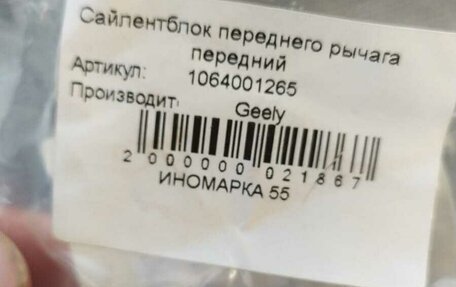 Сайлентблок переднего рычага
передний
Артикул: 1064001265
Производит Geely
2 000000 021867
ИНОМАРКА 55